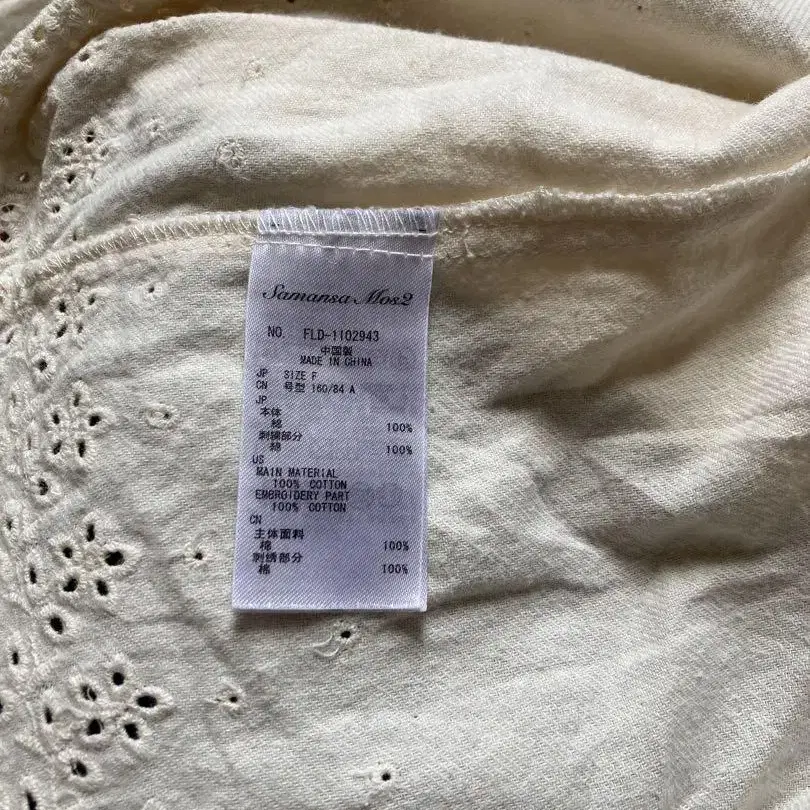 Samansa Mos2
NO. FLD-1102943
中国製
MADE IN CHINA
JP SIZE F
CN 号型 160/84 A
JP
本体
綿 100%
刺繍部分
綿 100%
US
MAIN MATERIAL
100% COTTON
EMBROIDERY PART
100% COTTON
CN
主体面料
棉 100%
刺绣部分
棉 100%